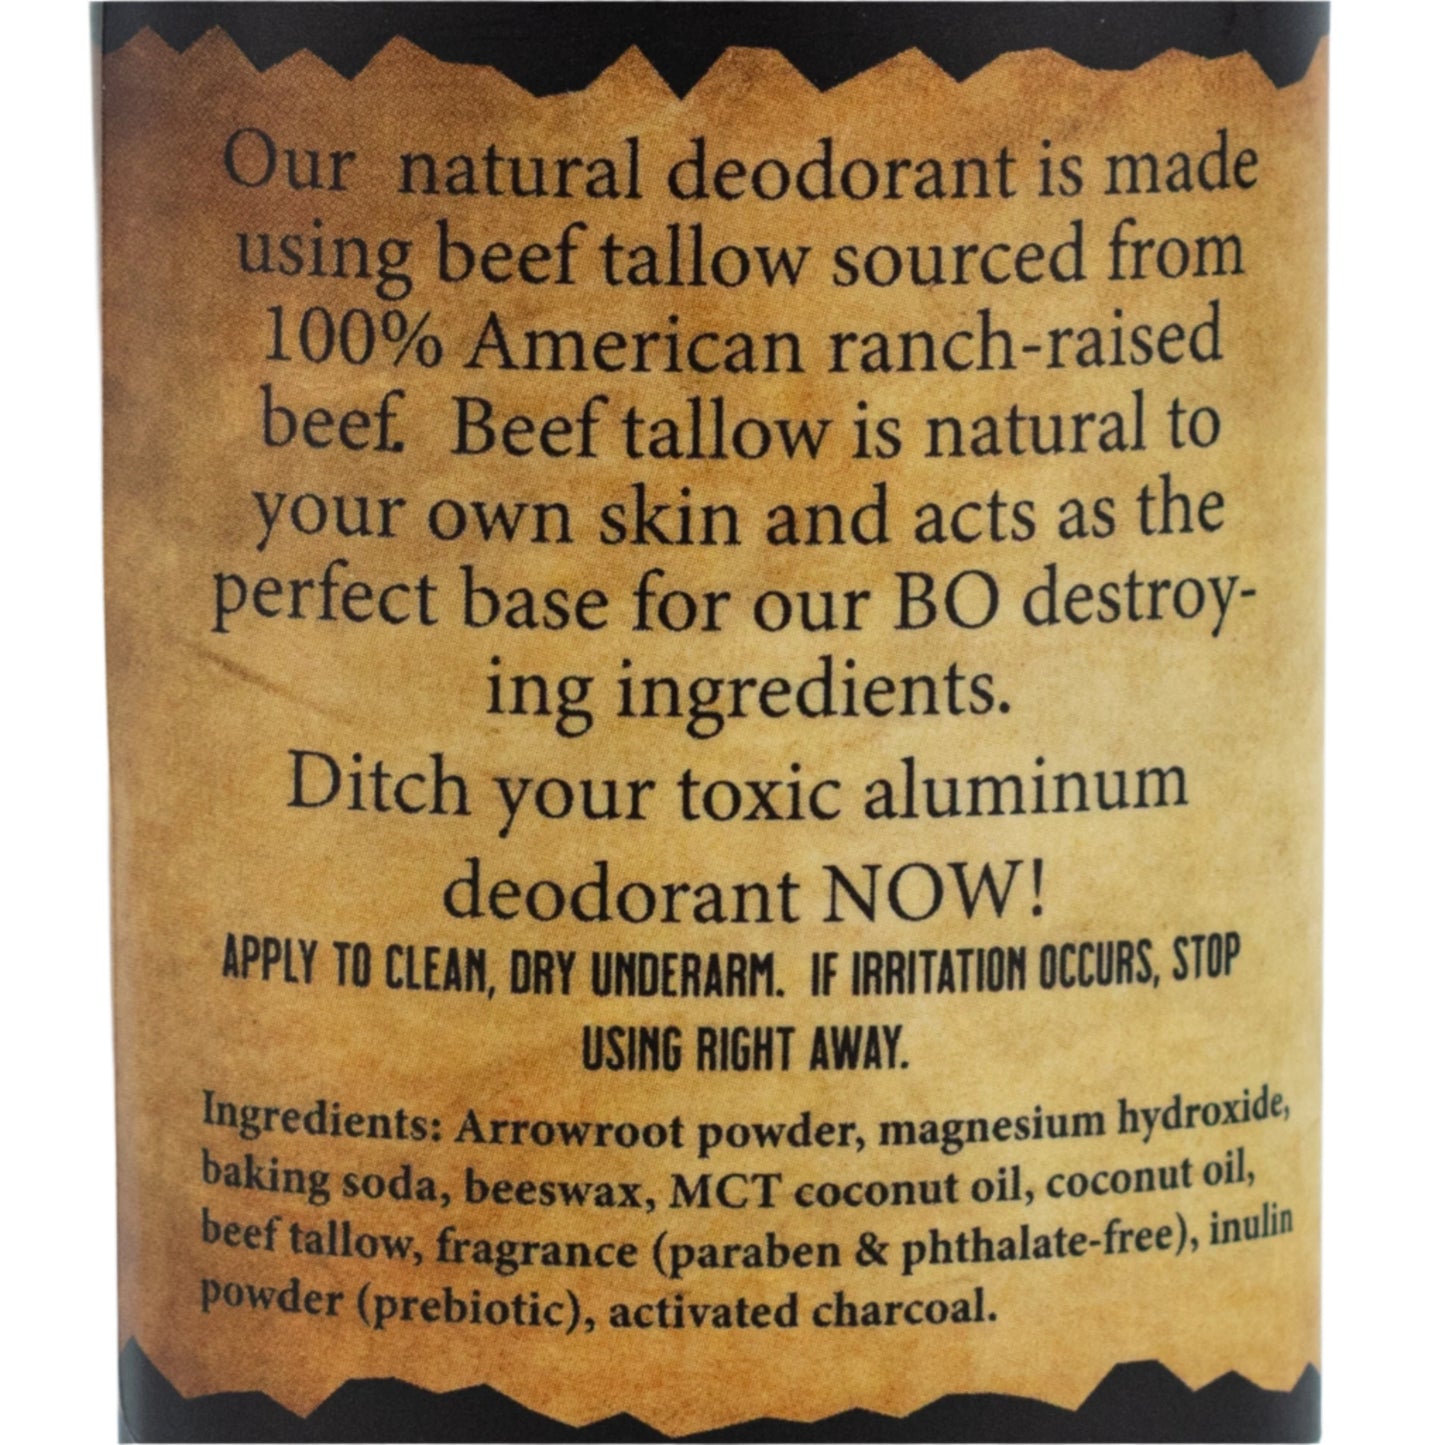 Our natural deodorant is made
using beef tallow sourced from
100% American ranch-raised
beef. Beef tallow is natural to
your own skin and acts as the
perfect base for our BO destroy-
ing ingredients.
Ditch your toxic aluminum
deodorant NOW!
APPLY TO CLEAN, DRY UNDERARM. IF IRRITATION OCCURS, STOP
USING RIGHT AWAY.
Ingredients: Arrowroot powder, magnesium hydroxide,
baking soda, beeswax, MCT coconut oil, coconut oil,
beef tallow, fragrance (paraben & phthalate-free), inulin
powder (prebiotic), activated charcoal.